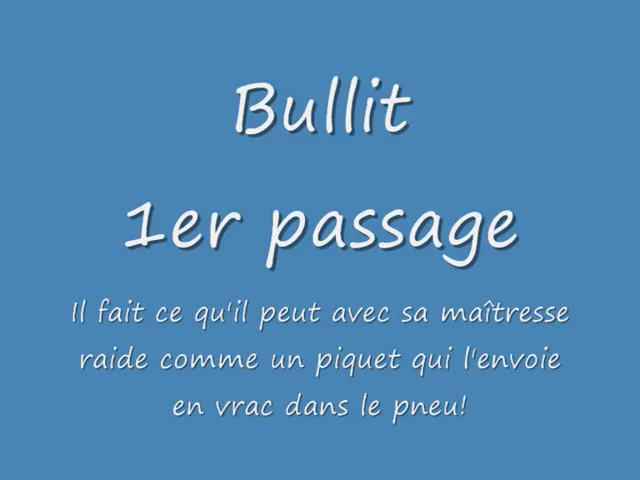 Bullit
1er passage
Il fait ce qu'il peut avec sa maîtresse
raide comme un piquet qui l'envoie
en vrac dans le pneu!